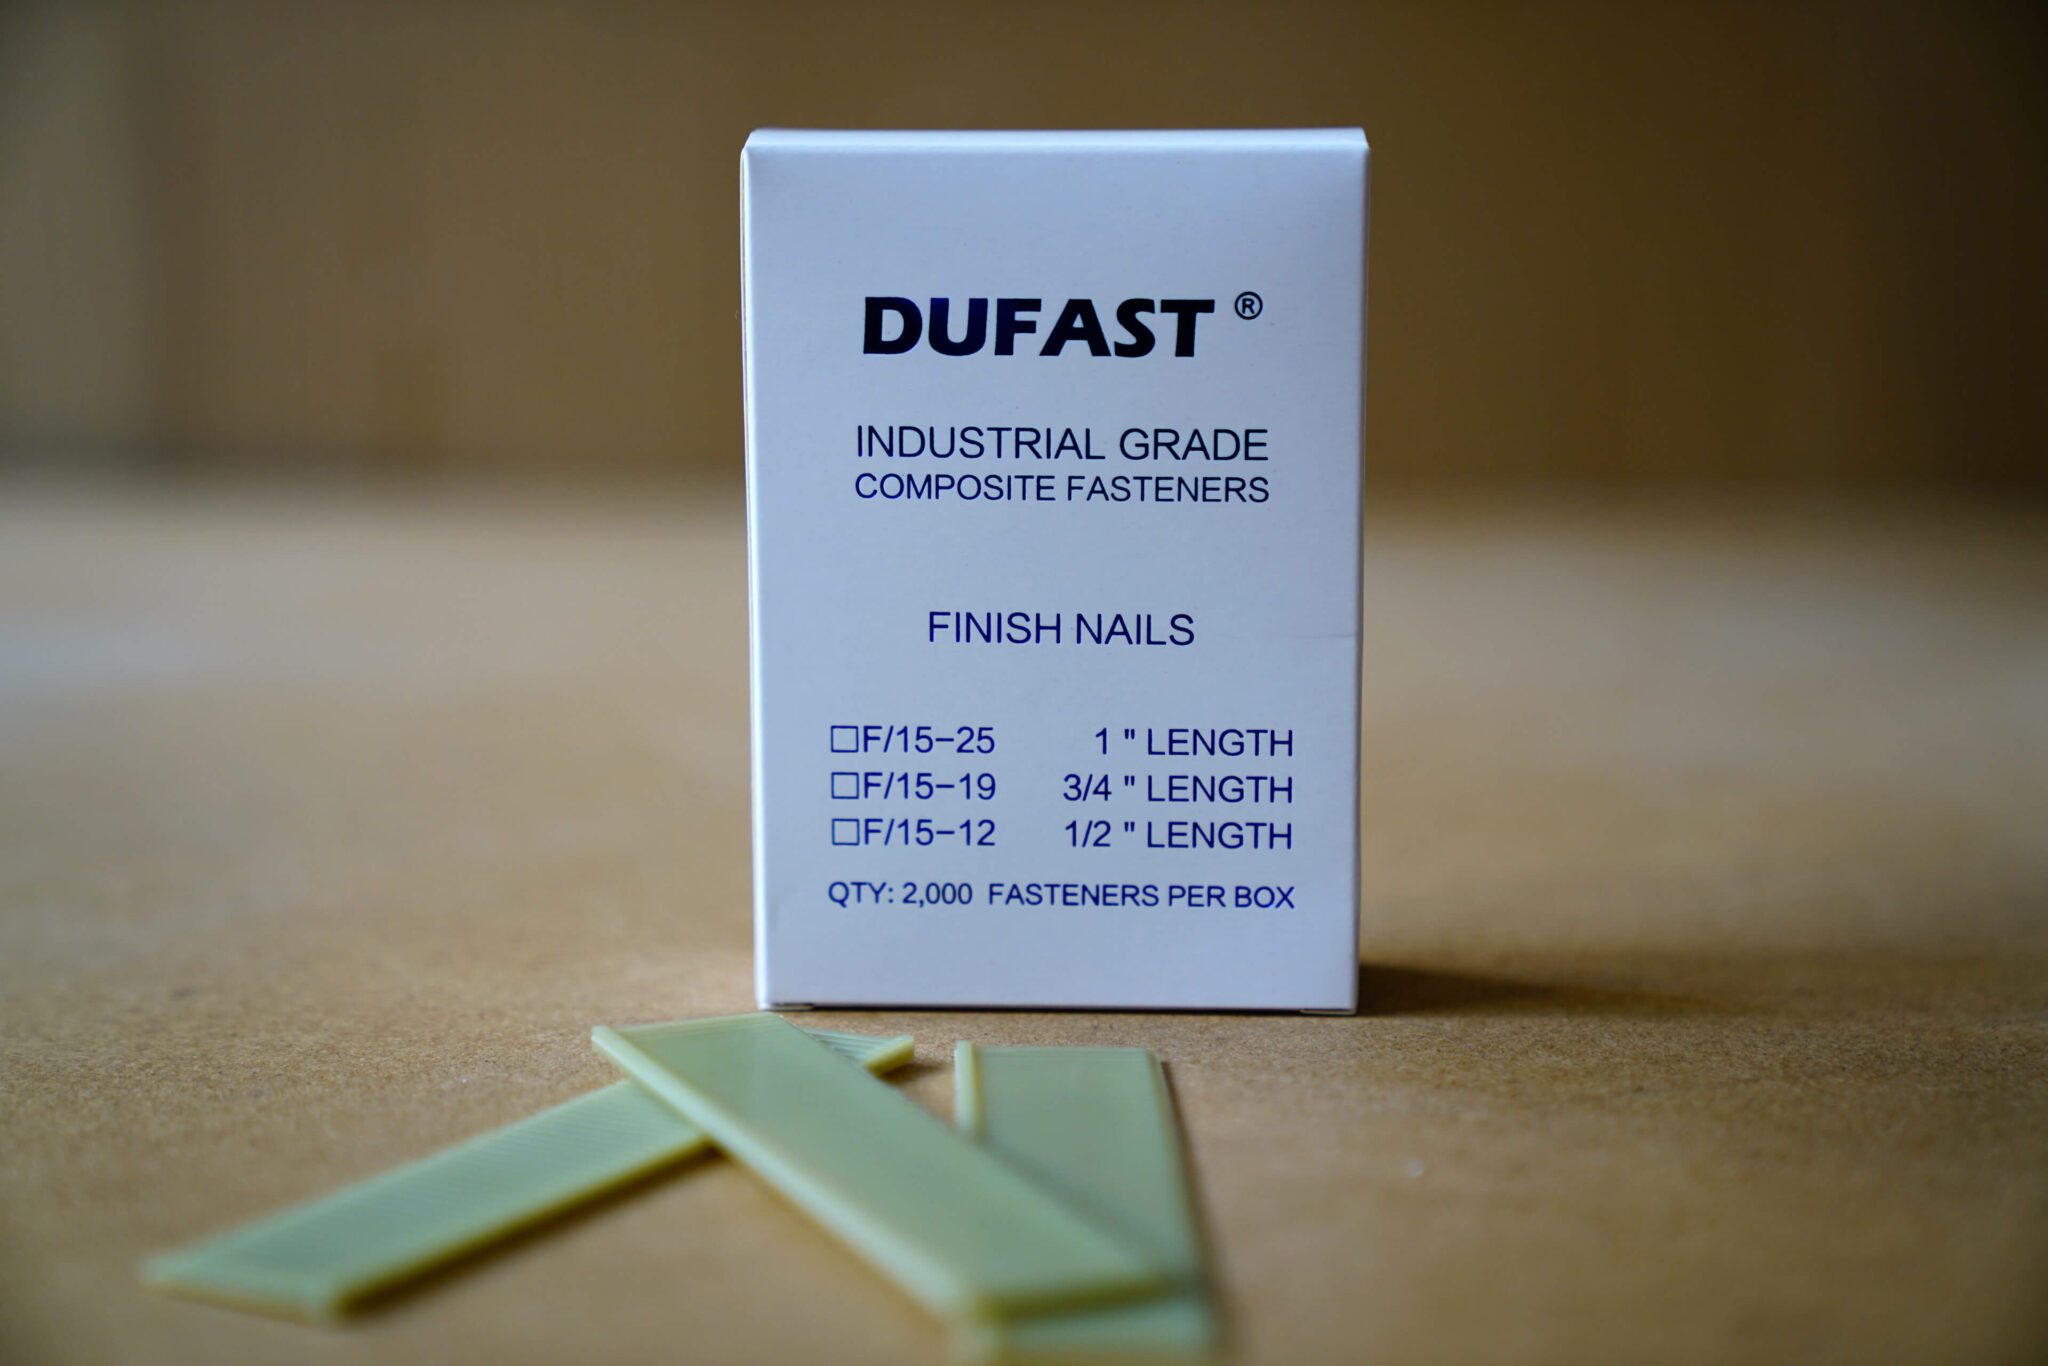 DUFAST ®
INDUSTRIAL GRADE
COMPOSITE FASTENERS
FINISH NAILS
□F/15-25 1 " LENGTH
□F/15-19 3/4 " LENGTH
□F/15-12 1/2 " LENGTH
QTY: 2,000 FASTENERS PER BOX